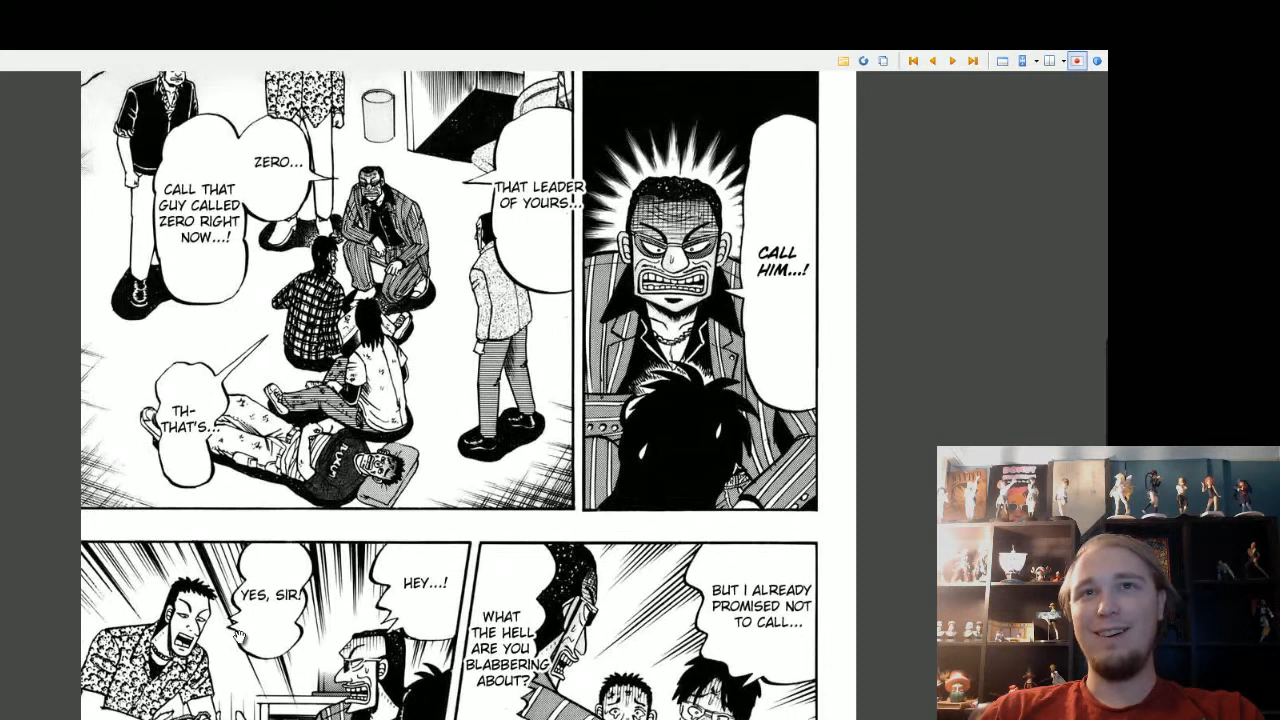 CALL
HIM...!
THAT LEADER
OF YOURS...
ZERO...
CALL THAT
GUY CALLED
ZERO RIGHT
NOW...!
TH-
THAT'S...
BUT I ALREADY
PROMISED NOT
TO CALL...
WHAT
THE HELL
ARE YOU
BLABBERING
ABOUT?
HEY...!
YES, SIR!